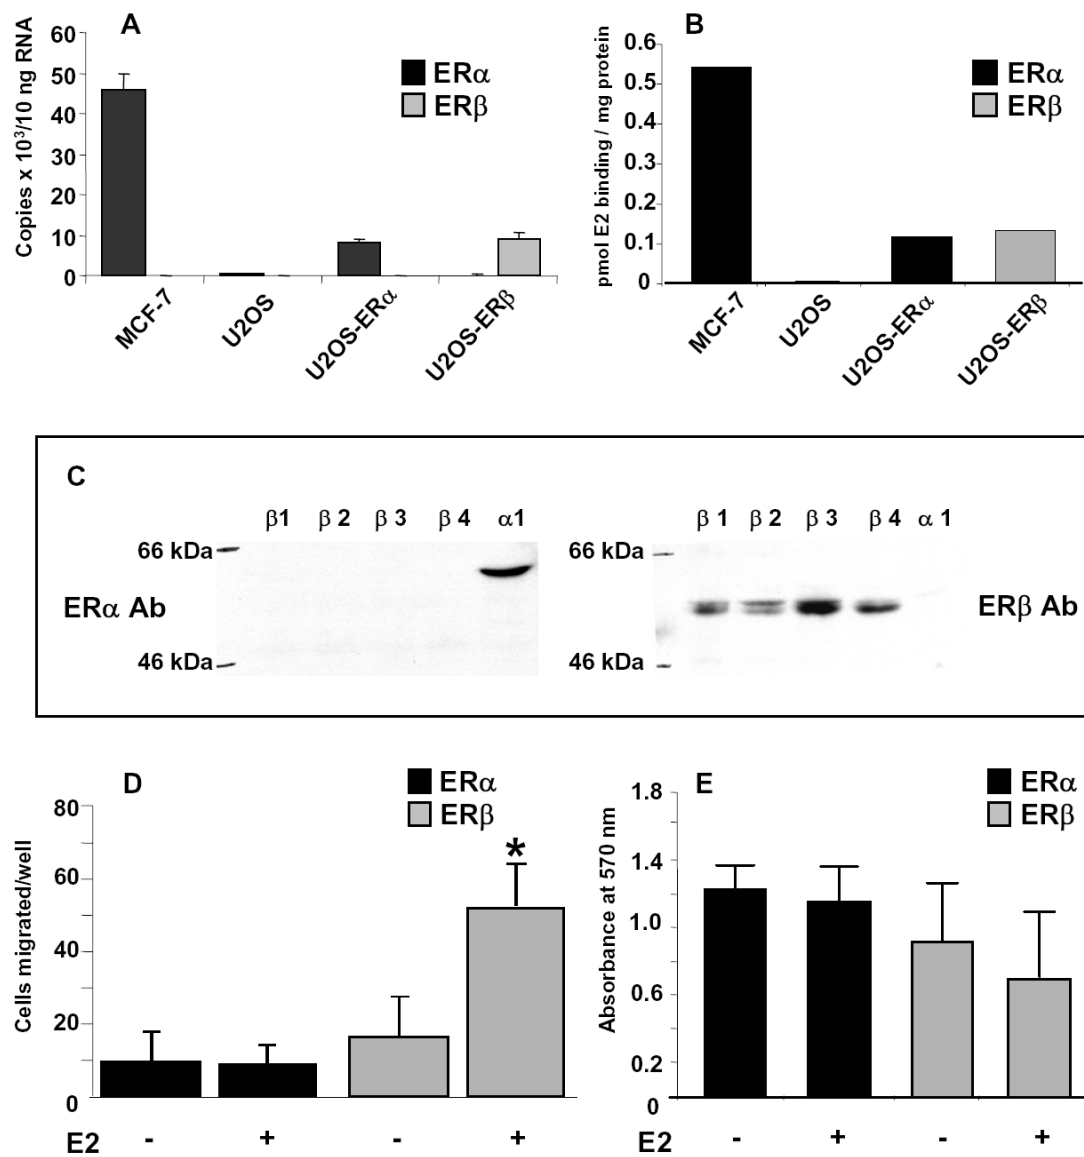 A
Copies x 10³/10 ng RNA
60
50
40
30
20
10
0
ERα
ERβ
MCF-7
U2OS
U2OS-ERα
U2OS-ERβ
B
pmol E2 binding / mg protein
0.6
0.5
0.4
0.3
0.2
0.1
0
ERα
ERβ
MCF-7
U2OS
U2OS-ERα
U2OS-ERβ
C
β1 β 2 β 3 β 4 α1
66 kDa
ERα Ab
46 kDa
β 1 β 2 β 3 β 4 α 1
66 kDa
ERβ Ab
46 kDa
D
Cells migrated/well
80
60
40
20
0
ERα
ERβ
*
E2 - + - +
E
Absorbance at 570 nm
1.8
1.4
1.0
0.6
0.2
0
ERα
ERβ
E2 - + - +